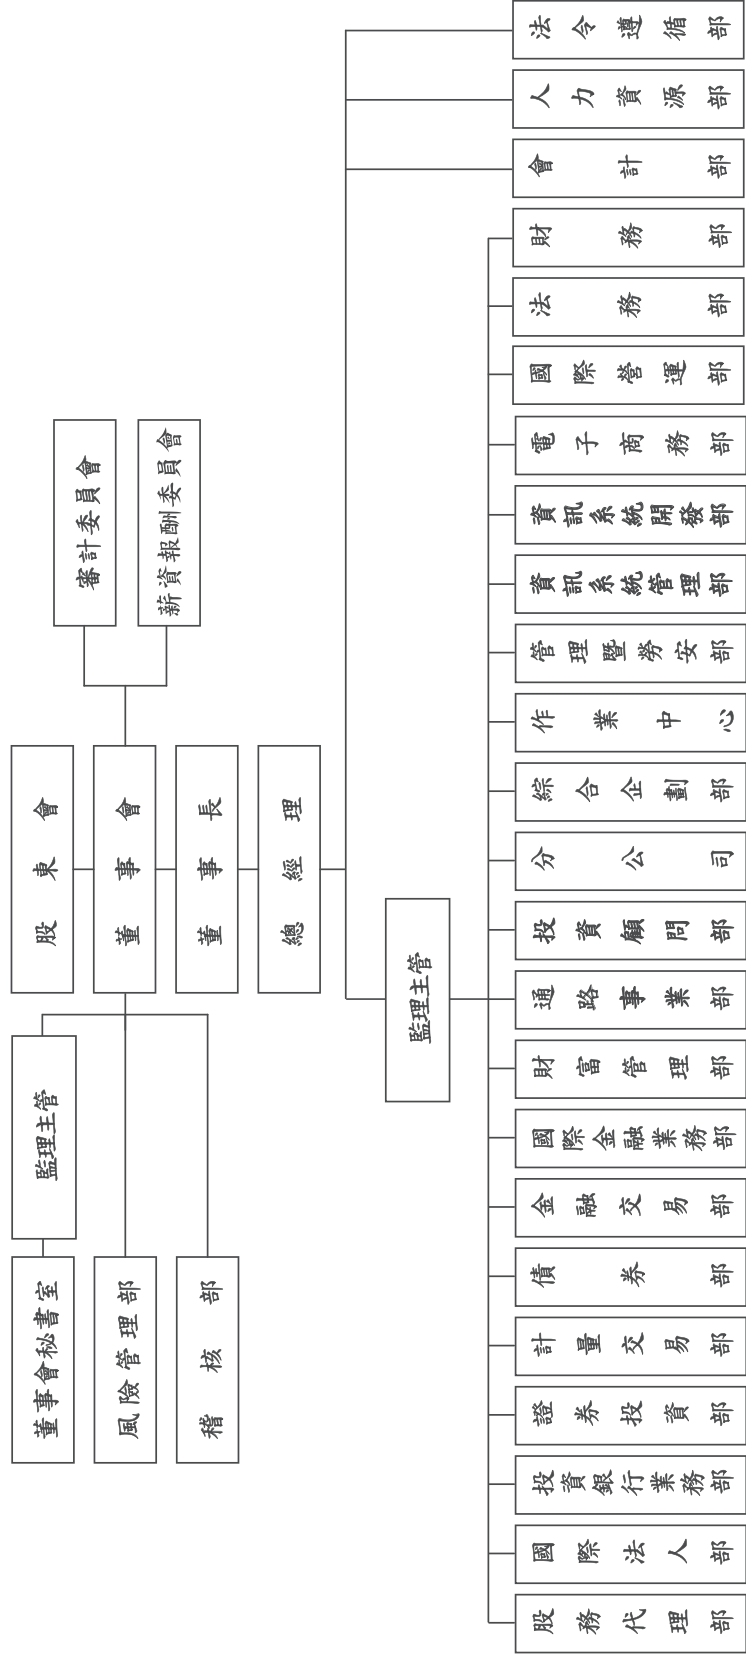 股東會
董事會
董事長
總經理
審計委員會
薪資報酬委員會
監理主管
董事會秘書室
風險管理部
稽核部
監理主管
法令遵循部
人力資源部
會計部
財務部
法務部
國際營運部
電子商務部
資訊系統開發部
資訊系統管理部
管理暨勞安部
作業中心
綜合企劃部
分公司
投資顧問部
通路事業部
財富管理部
國際金融業務部
金融交易部
債券部
計量交易部
證券投資部
投資銀行業務部
國際法人部
股務代理部